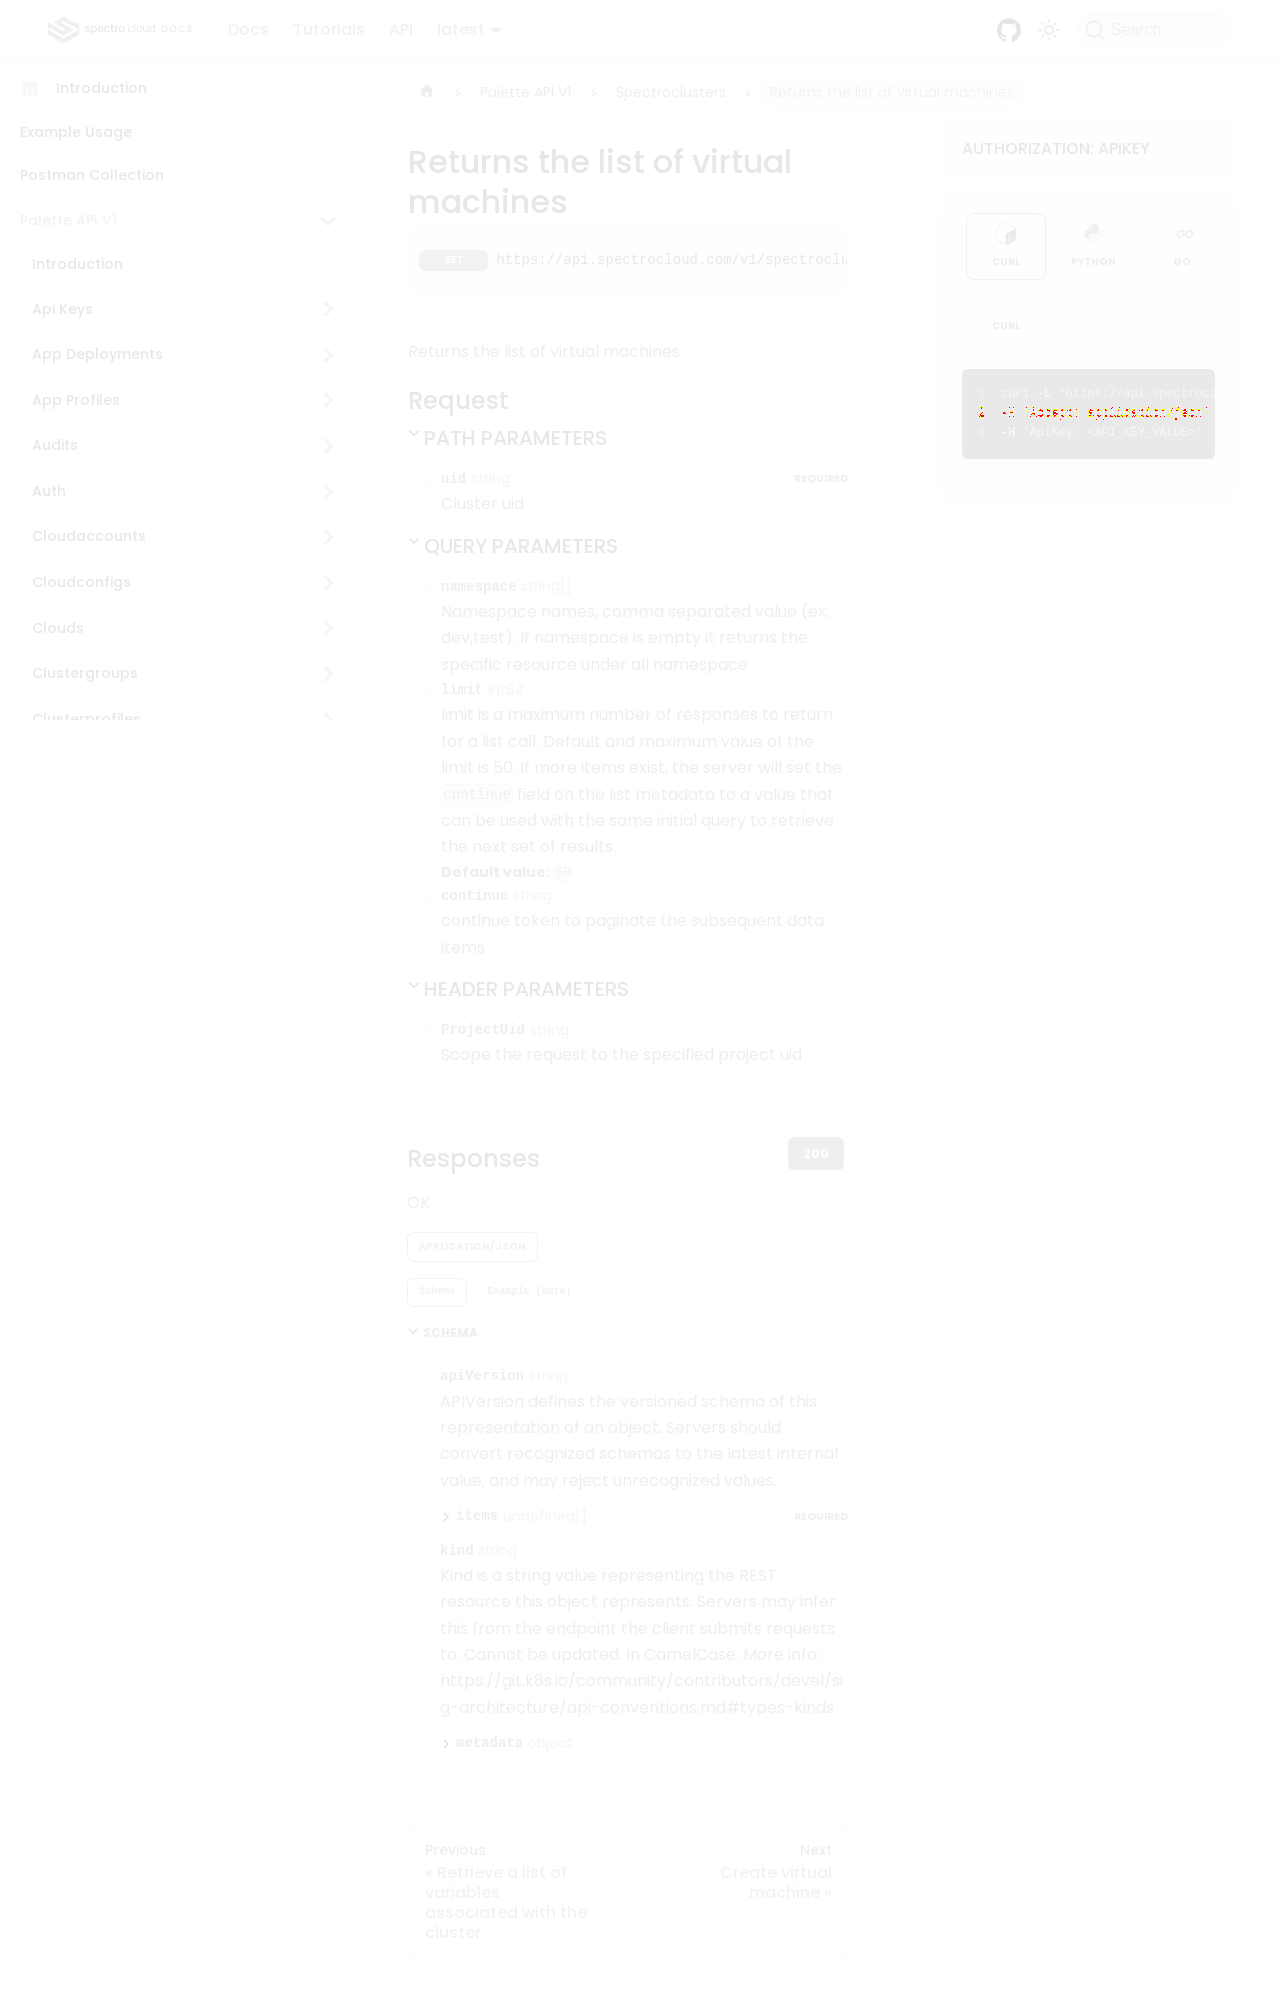 spectro cloud DOCS
Docs
Tutorials
API
latest
Search
Introduction
Example Usage
Postman Collection
Palette API V1
Introduction
Api Keys
App Deployments
App Profiles
Audits
Auth
Cloudaccounts
Cloudconfigs
Clouds
Clustergroups
Clusterprofiles
Palette API V1
Spectroclusters
Returns the list of virtual machines
Returns the list of virtual
machines
GET https://api.spectrocloud.com/v1/spectroclu
Returns the list of virtual machines
Request
PATH PARAMETERS
uid string REQUIRED
Cluster uid
QUERY PARAMETERS
namespace string[]
Namespace names, comma separated value (ex:
dev,test). If namespace is empty it returns the
specific resource under all namespace
limit int64
limit is a maximum number of responses to return
for a list call. Default and maximum value of the
limit is 50. If more items exist, the server will set the
continue field on the list metadata to a value that
can be used with the same initial query to retrieve
the next set of results.
Default value: 50
continue string
continue token to paginate the subsequent data
items
HEADER PARAMETERS
ProjectUid string
Scope the request to the specified project uid
Responses
200
OK
APPLICATION/JSON
Schema
Example (auto)
SCHEMA
apiVersion string
APIVersion defines the versioned schema of this
representation of an object. Servers should
convert recognized schemas to the latest internal
value, and may reject unrecognized values.
items undefined[] REQUIRED
kind string
Kind is a string value representing the REST
resource this object represents. Servers may infer
this from the endpoint the client submits requests
to. Cannot be updated. In CamelCase. More info:
https://git.k8s.io/community/contributors/devel/si
g-architecture/api-conventions.md#types-kinds
metadata object
Previous
« Retrieve a list of
variables
associated with the
cluster
Next
Create virtual
machine »
AUTHORIZATION: APIKEY
CURL
PYTHON
GO
GO
CURL
1 curl -L 'https://api.spectrocl
2 -H 'Accept: application/json'
3 -H 'ApiKey: <API_KEY_VALUE>'